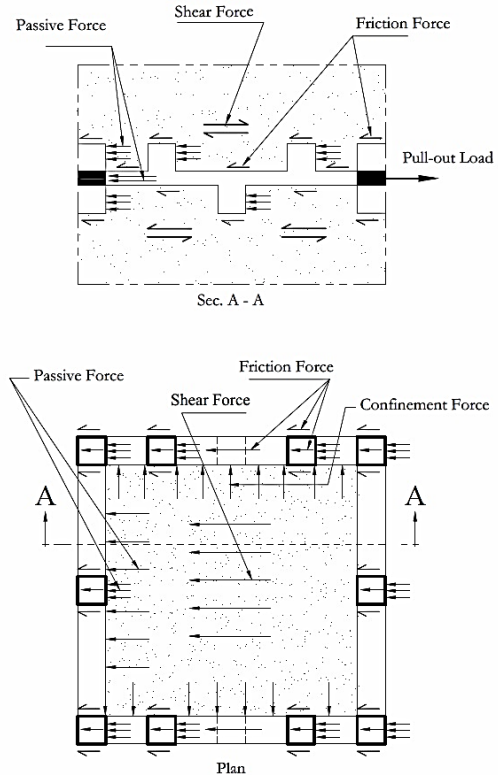 Shear Force
Passive Force
Friction Force
Pull-out Load
Sec. A - A
Friction Force
Passive Force
Shear Force
Confinement Force
A
A
Plan